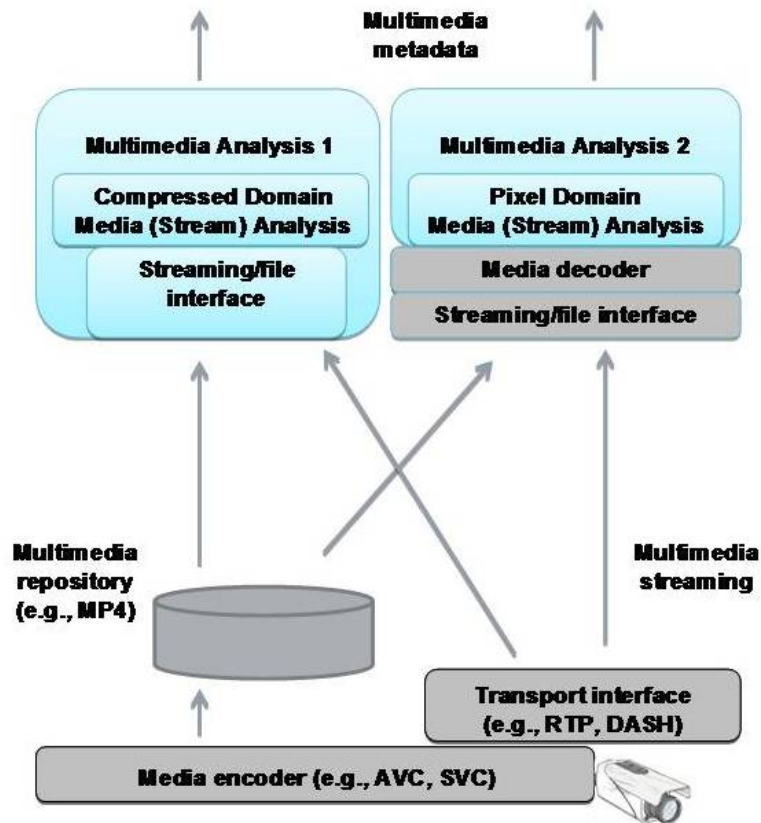 Multimedia
metadata
Multimedia Analysis 1
Compressed Domain
Media (Stream) Analysis
Streaming/file
interface
Multimedia Analysis 2
Pixel Domain
Media (Stream) Analysis
Media decoder
Streaming/file interface
Multimedia
repository
(e.g., MP4)
Multimedia
streaming
Transport interface
(e.g., RTP, DASH)
Media encoder (e.g., AVC, SVC)